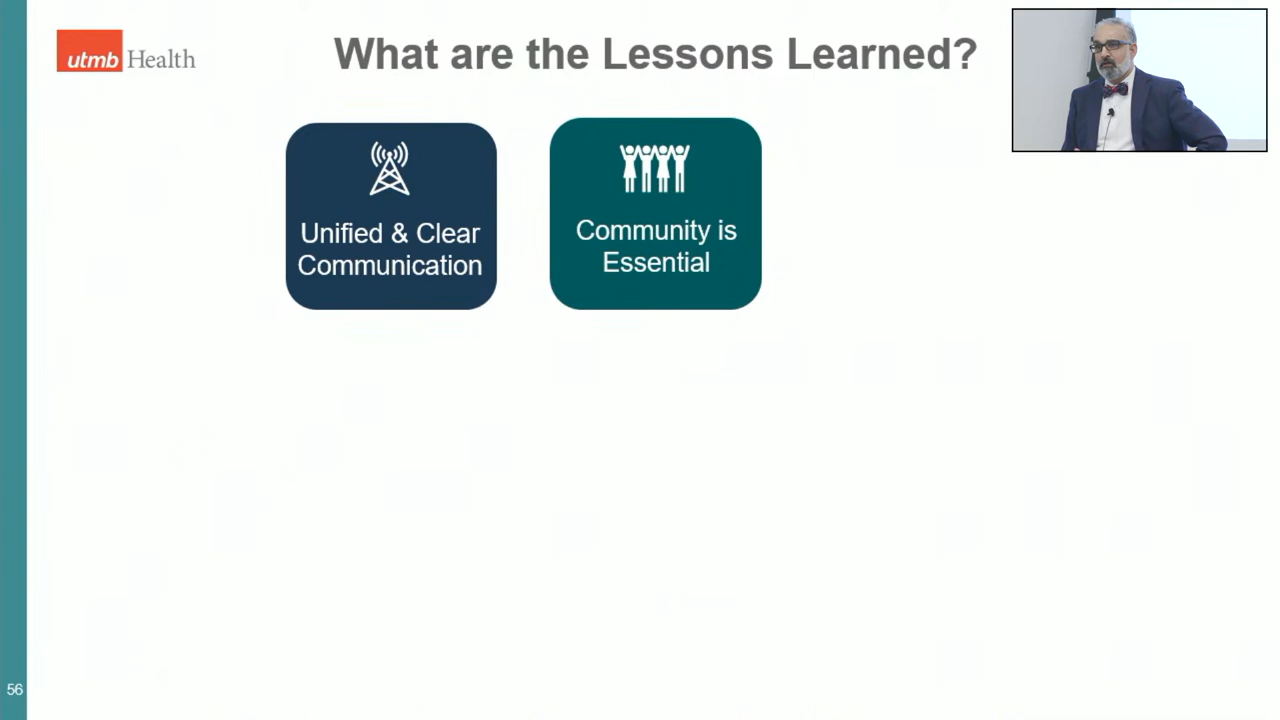 utmb Health
What are the Lessons Learned?
Unified & Clear
Communication
Community is
Essential
56